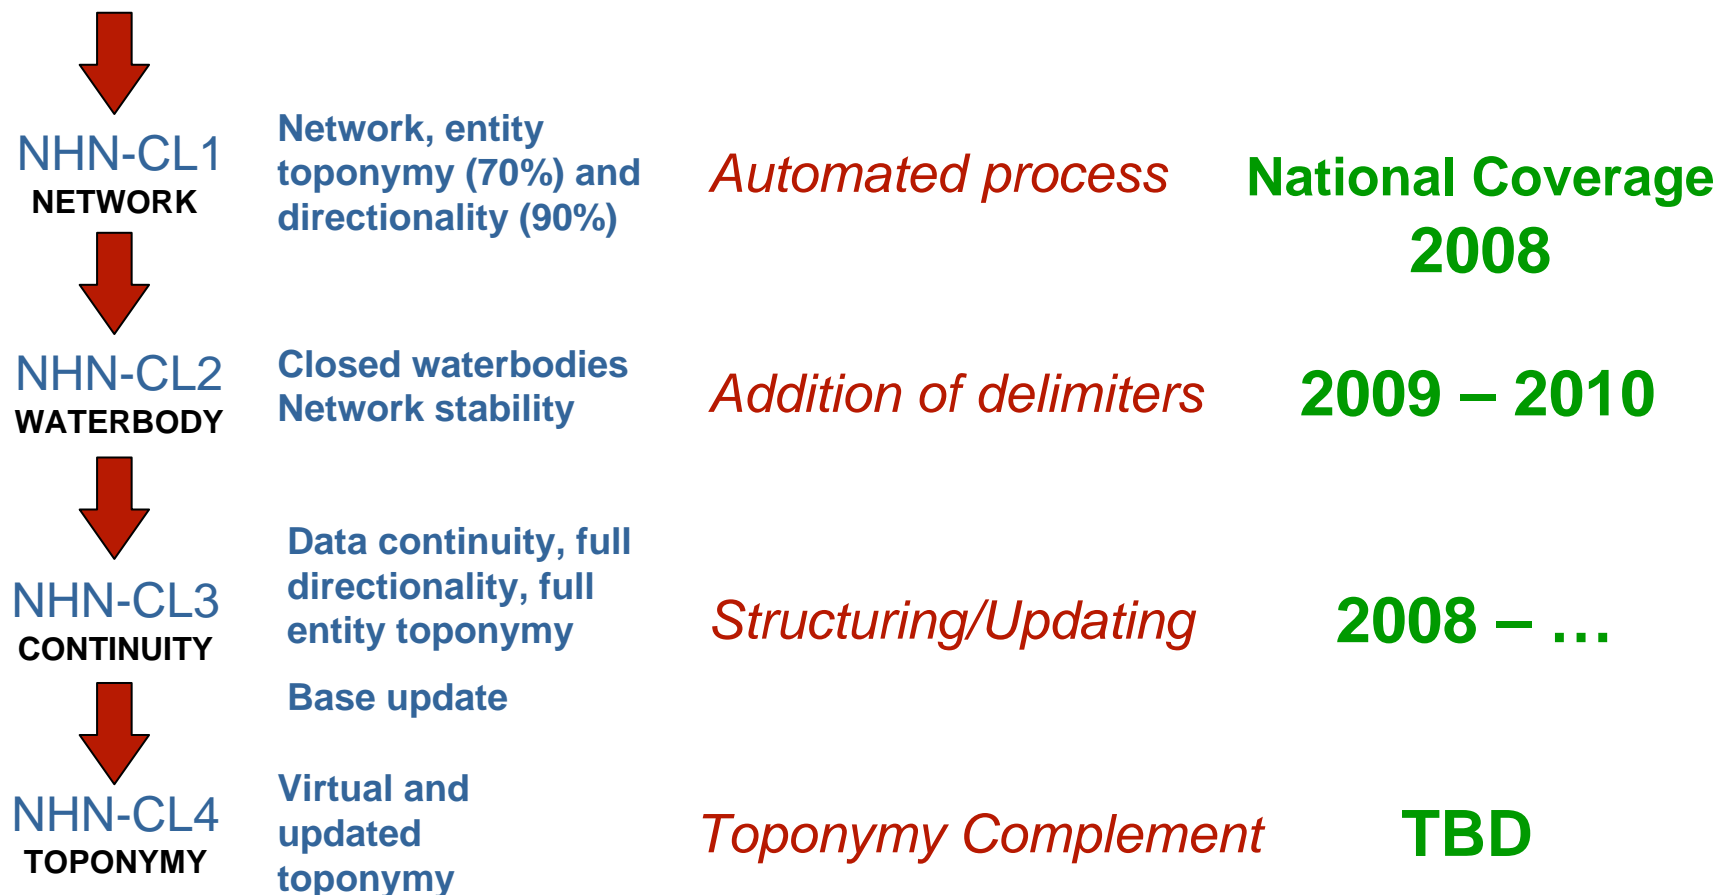 NHN-CL1
NETWORK
Network, entity
toponymy (70%) and
directionality (90%)
Automated process
National Coverage
2008
NHN-CL2
WATERBODY
Closed waterbodies
Network stability
Addition of delimiters
2009 – 2010
NHN-CL3
CONTINUITY
Data continuity, full
directionality, full
entity toponymy
Base update
Structuring/Updating
2008 – …
NHN-CL4
TOPONYMY
Virtual and
updated
toponymy
Toponymy Complement
TBD